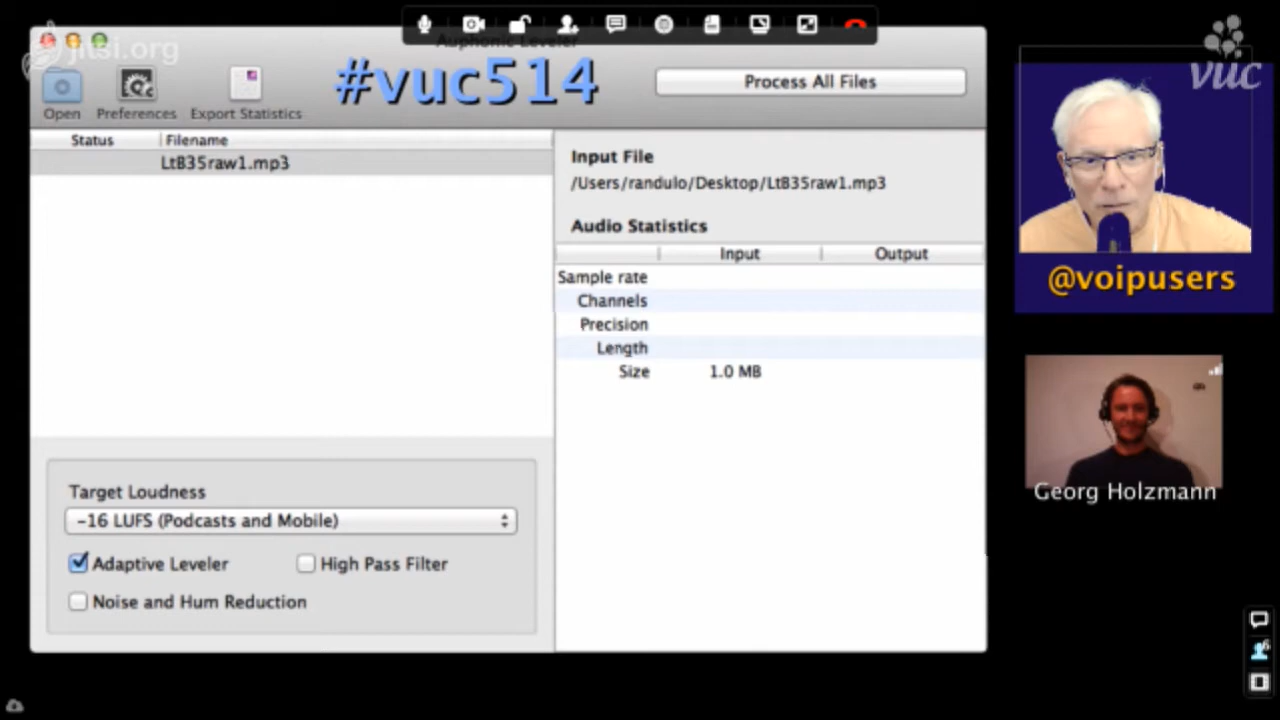 Auphonic Leveler
jitsi.org
#vuc514
Process All Files
vuc
Open
Preferences
Export Statistics
Status
Filename
LtB35raw1.mp3
Input File
/Users/randulo/Desktop/LtB35raw1.mp3
Audio Statistics
Input
Output
Sample rate
Channels
Precision
Length
Size
1.0 MB
@voipusers
Georg Holzmann
Target Loudness
-16 LUFS (Podcasts and Mobile)
Adaptive Leveler
High Pass Filter
Noise and Hum Reduction